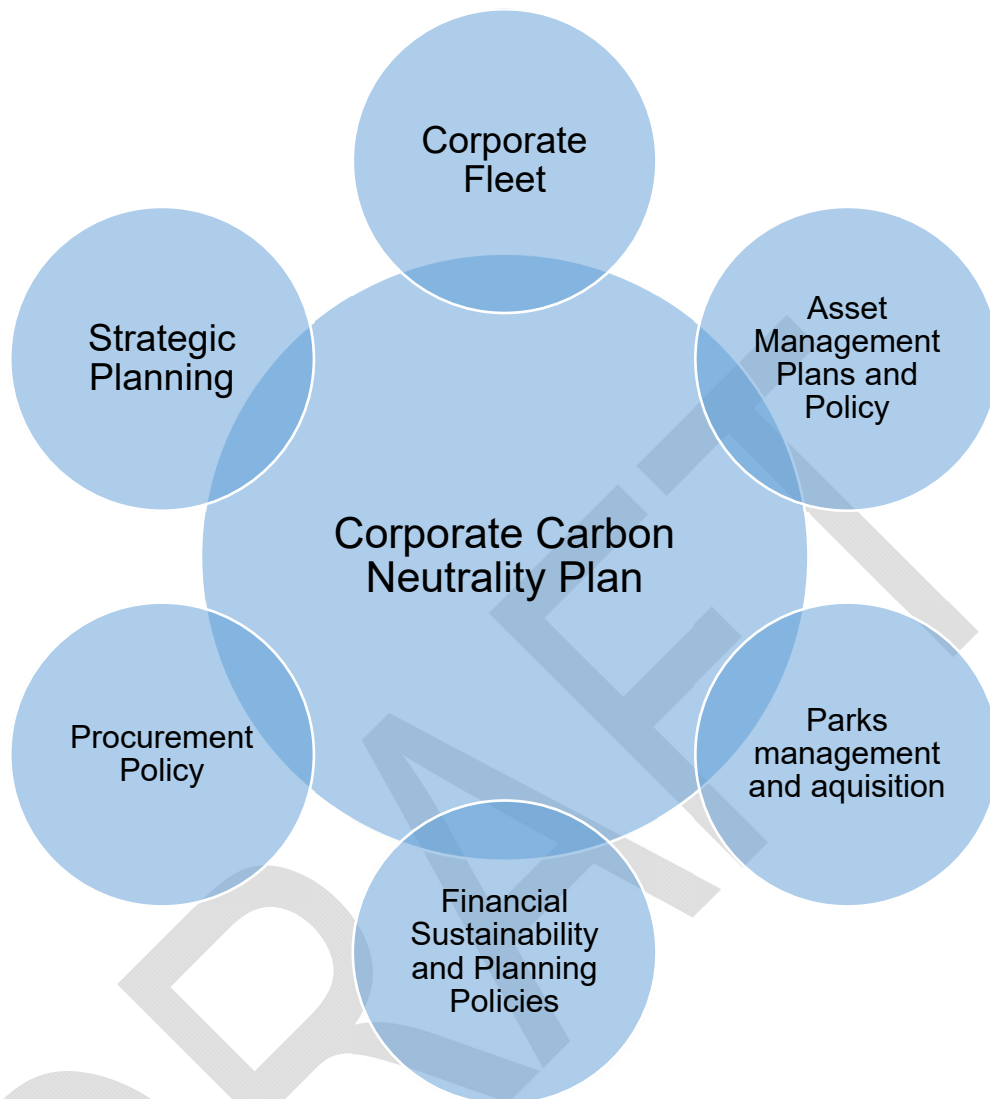 Corporate
Fleet
Strategic
Planning
Asset
Management
Plans and
Policy
Corporate Carbon
Neutrality Plan
Procurement
Policy
Parks
management
and aquisition
Financial
Sustainability
and Planning
Policies
DRAFT